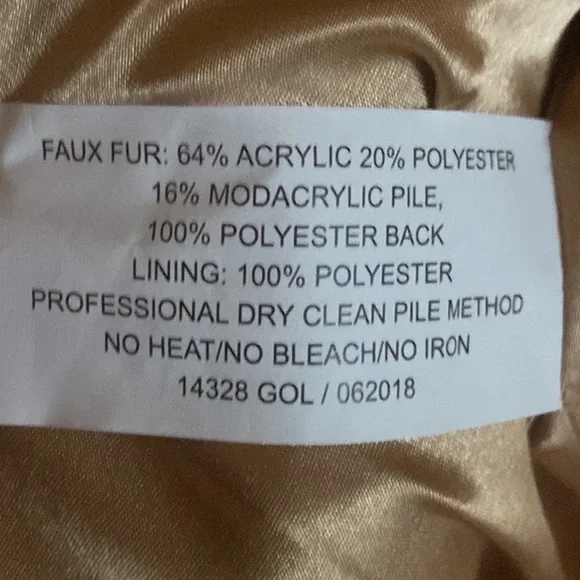 FAUX FUR: 64% ACRYLIC 20% POLYESTER
16% MODACRYLIC PILE,
100% POLYESTER BACK
LINING: 100% POLYESTER
PROFESSIONAL DRY CLEAN PILE METHOD
NO HEAT/NO BLEACH/NO IRON
14328 GOL / 062018